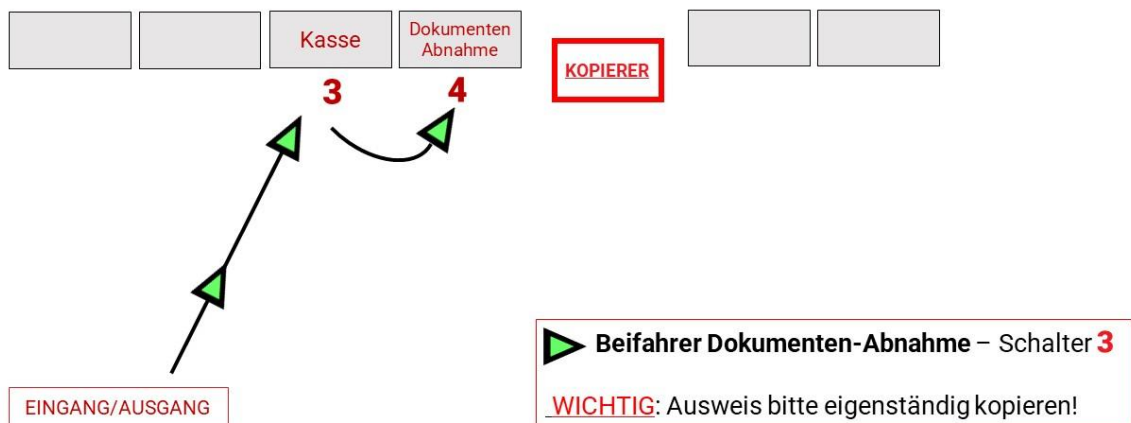 Kasse
Dokumenten
Abnahme
KOPIERER
3
4
EINGANG/AUSGANG
Beifahrer Dokumenten-Abnahme – Schalter 3
WICHTIG: Ausweis bitte eigenständig kopieren!